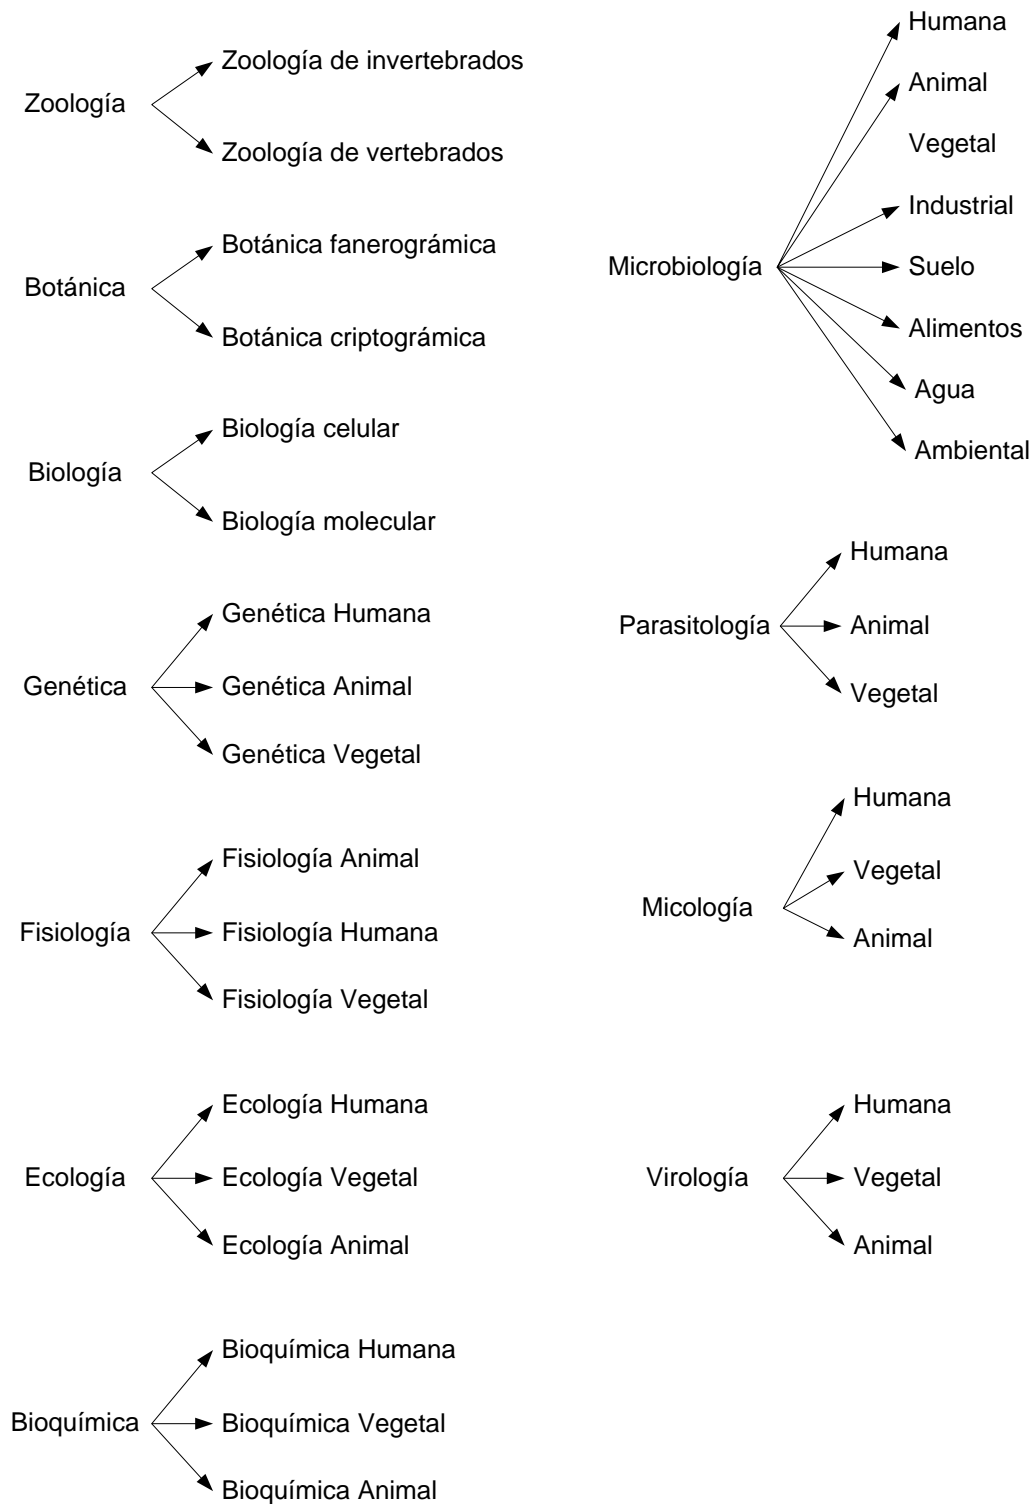 Zoología
Zoología de invertebrados
Zoología de vertebrados
Botánica
Botánica fanerográmica
Botánica criptográmica
Biología
Biología celular
Biología molecular
Genética
Genética Humana
Genética Animal
Genética Vegetal
Fisiología
Fisiología Animal
Fisiología Humana
Fisiología Vegetal
Ecología
Ecología Humana
Ecología Vegetal
Ecología Animal
Bioquímica
Bioquímica Humana
Bioquímica Vegetal
Bioquímica Animal
Microbiología
Humana
Animal
Vegetal
Industrial
Suelo
Alimentos
Agua
Ambiental
Parasitología
Humana
Animal
Vegetal
Micología
Humana
Vegetal
Animal
Virología
Humana
Vegetal
Animal